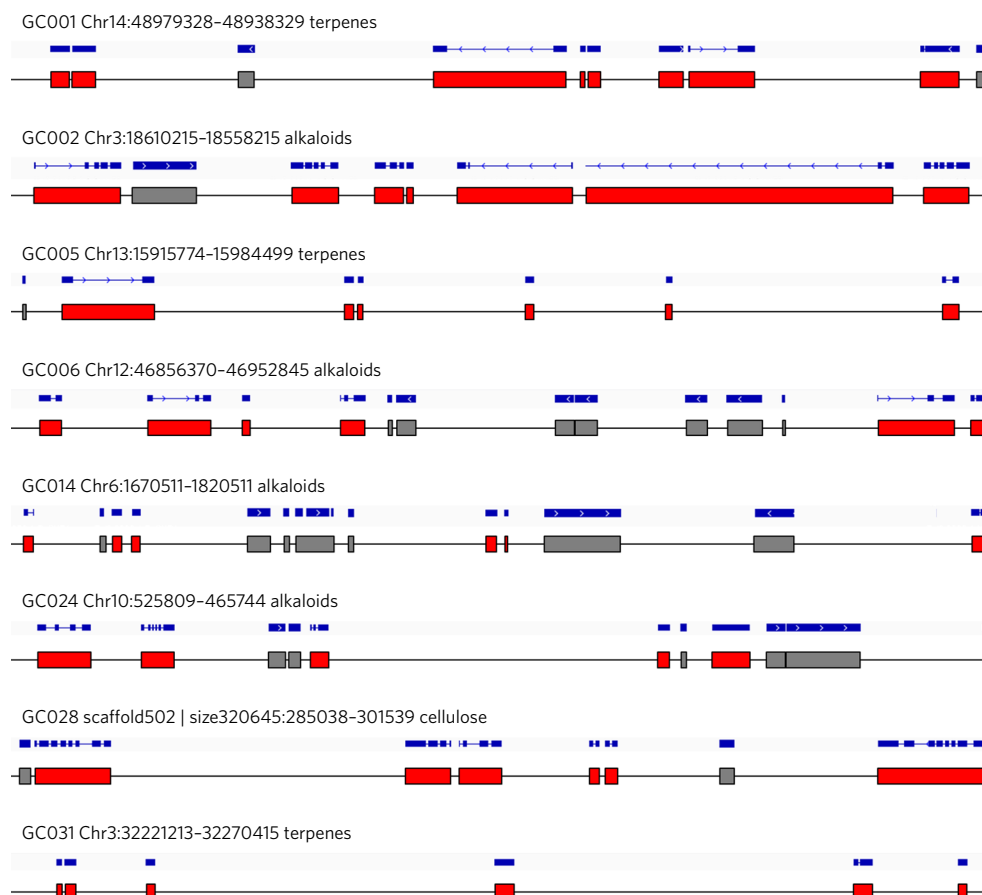 GC001 Chr14:48979328–48938329 terpenes
GC002 Chr3:18610215–18558215 alkaloids
GC005 Chr13:15915774–15984499 terpenes
GC006 Chr12:46856370–46952845 alkaloids
GC014 Chr6:1670511–1820511 alkaloids
GC024 Chr10:525809–465744 alkaloids
GC028 scaffold502 | size320645:285038–301539 cellulose
GC031 Chr3:32221213–32270415 terpenes